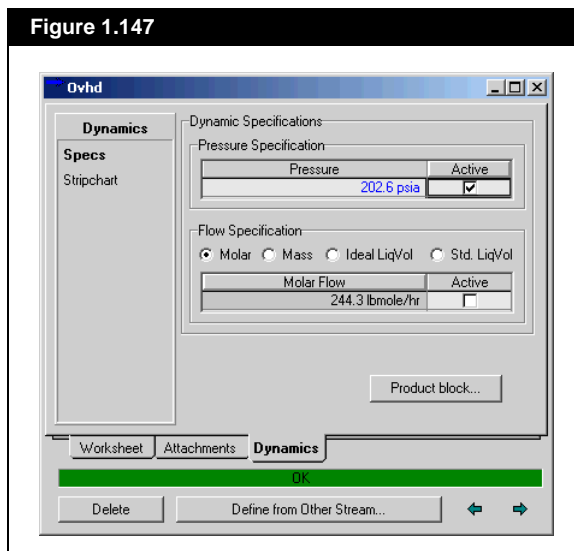 Figure 1.147
Ovhd
Dynamics
Specs
Stripchart
Dynamic Specifications
Pressure Specification
Pressure Active
202.6 psia
Flow Specification
Molar Mass Ideal LiqVol Std. LiqVol
Molar Flow Active
244.3 lbmole/hr
Product block...
Worksheet Attachments Dynamics
OK
Delete Define from Other Stream...